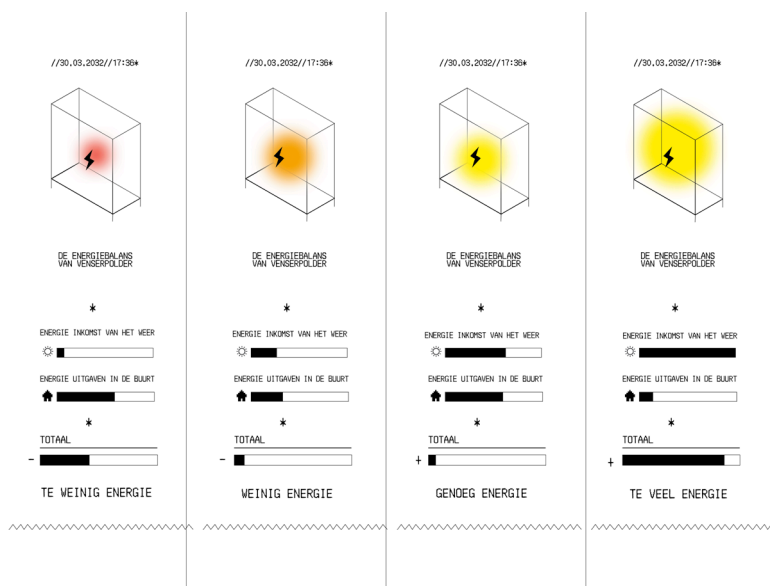 //30.03.2032//17:36*
DE ENERGIEBALANS
VAN VENSERPOLDER
*
ENERGIE INKOMST VAN HET WEER
ENERGIE UITGAVEN IN DE BUURT
*
TOTAAL
-
TE WEINIG ENERGIE
//30.03.2032//17:36*
DE ENERGIEBALANS
VAN VENSERPOLDER
*
ENERGIE INKOMST VAN HET WEER
ENERGIE UITGAVEN IN DE BUURT
*
TOTAAL
-
WEINIG ENERGIE
//30.03.2032//17:36*
DE ENERGIEBALANS
VAN VENSERPOLDER
*
ENERGIE INKOMST VAN HET WEER
ENERGIE UITGAVEN IN DE BUURT
*
TOTAAL
+
GENOEG ENERGIE
//30.03.2032//17:36*
DE ENERGIEBALANS
VAN VENSERPOLDER
*
ENERGIE INKOMST VAN HET WEER
ENERGIE UITGAVEN IN DE BUURT
*
TOTAAL
+
TE VEEL ENERGIE